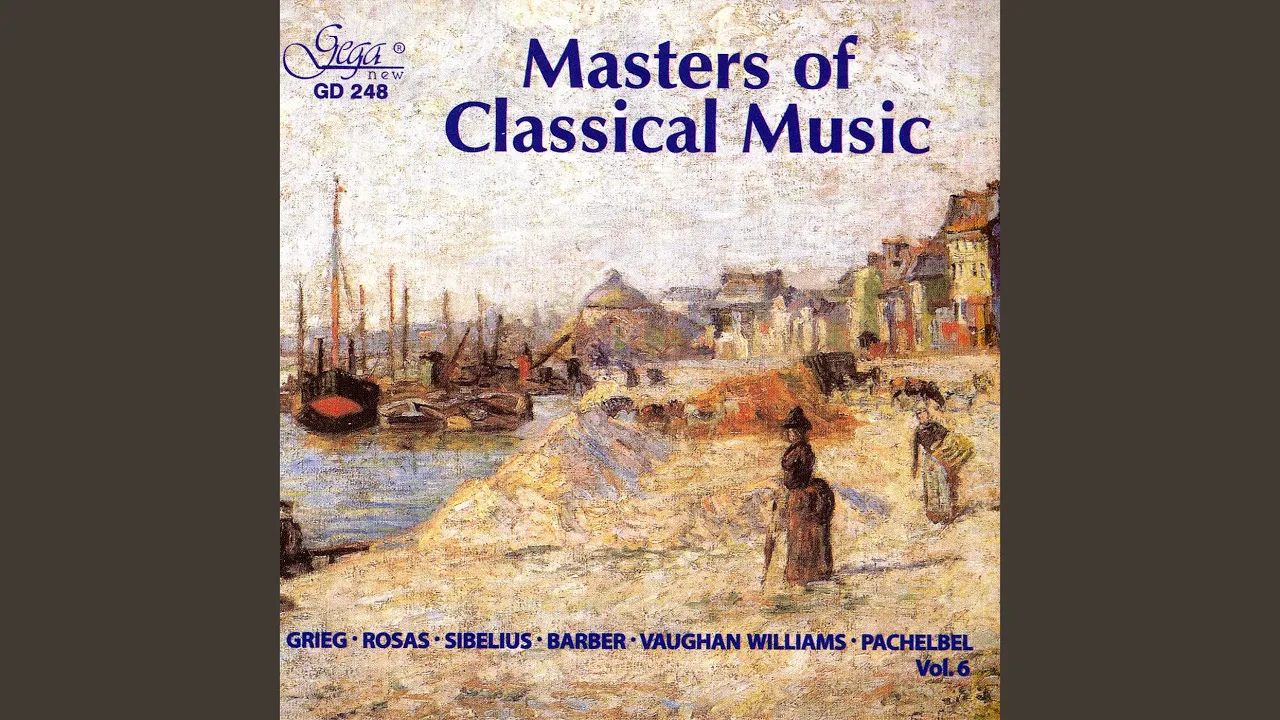 Gega®
new
GD 248
Masters of
Classical Music
GRIEG · ROSAS · SIBELIUS · BARBER · VAUGHAN WILLIAMS · PACHELBEL
Vol. 6